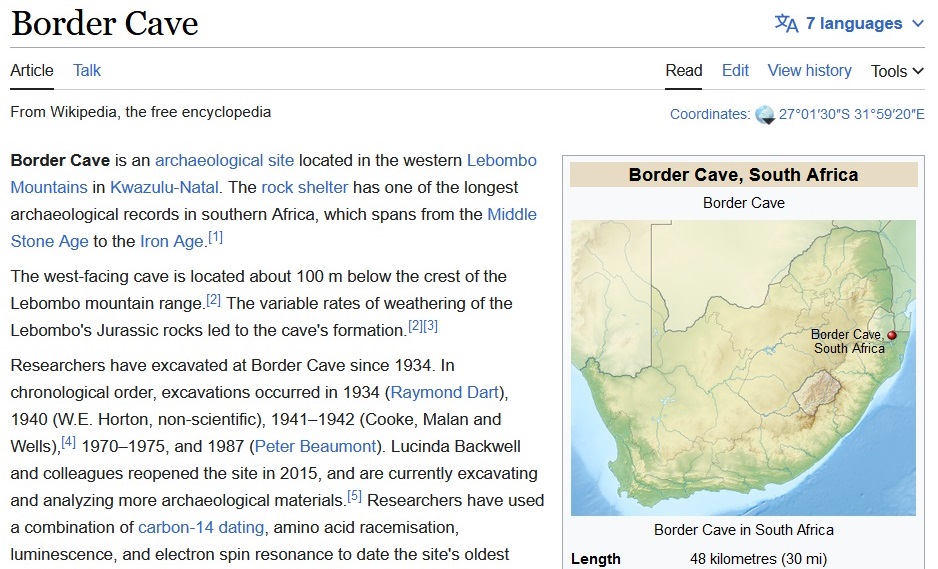 Border Cave
7 languages
Article Talk
Read Edit View history Tools
From Wikipedia, the free encyclopedia
Coordinates: 27°01′30″S 31°59′20″E
Border Cave is an archaeological site located in the western Lebombo
Mountains in Kwazulu-Natal. The rock shelter has one of the longest
archaeological records in southern Africa, which spans from the Middle
Stone Age to the Iron Age.[1]
The west-facing cave is located about 100 m below the crest of the
Lebombo mountain range.[2] The variable rates of weathering of the
Lebombo's Jurassic rocks led to the cave's formation.[2][3]
Researchers have excavated at Border Cave since 1934. In
chronological order, excavations occurred in 1934 (Raymond Dart),
1940 (W.E. Horton, non-scientific), 1941–1942 (Cooke, Malan and
Wells),[4] 1970–1975, and 1987 (Peter Beaumont). Lucinda Backwell
and colleagues reopened the site in 2015, and are currently excavating
and analyzing more archaeological materials.[5] Researchers have used
a combination of carbon-14 dating, amino acid racemisation,
luminescence, and electron spin resonance to date the site's oldest
Border Cave, South Africa
Border Cave
Border Cave,
South Africa
Border Cave in South Africa
Length 48 kilometres (30 mi)